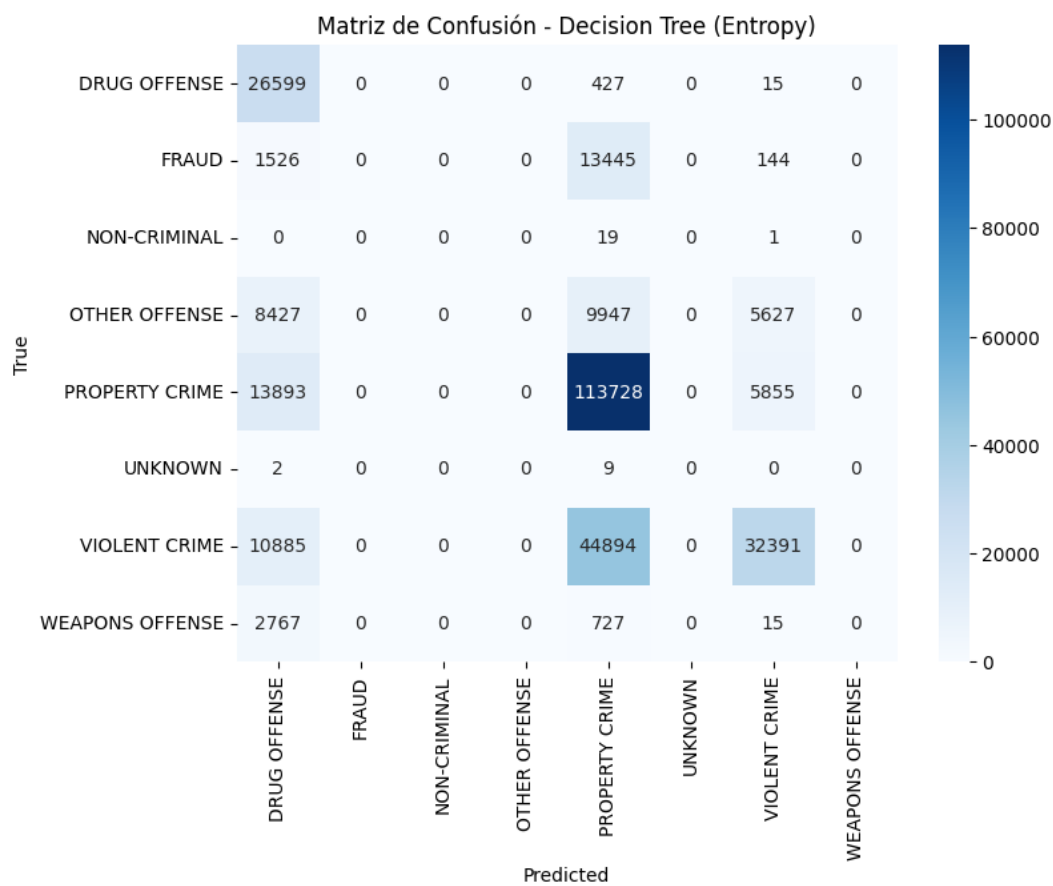 Matriz de Confusión - Decision Tree (Entropy)
DRUG OFFENSE 26599 0 0 0 427 0 15 0
FRAUD 1526 0 0 0 13445 0 144 0
NON-CRIMINAL 0 0 0 0 19 0 1 0
OTHER OFFENSE 8427 0 0 0 9947 0 5627 0
PROPERTY CRIME 13893 0 0 0 113728 0 5855 0
UNKNOWN 2 0 0 0 9 0 0 0
VIOLENT CRIME 10885 0 0 0 44894 0 32391 0
WEAPONS OFFENSE 2767 0 0 0 727 0 15 0
True
DRUG OFFENSE
FRAUD
NON-CRIMINAL
OTHER OFFENSE
PROPERTY CRIME
UNKNOWN
VIOLENT CRIME
WEAPONS OFFENSE
Predicted
100000
80000
60000
40000
20000
0